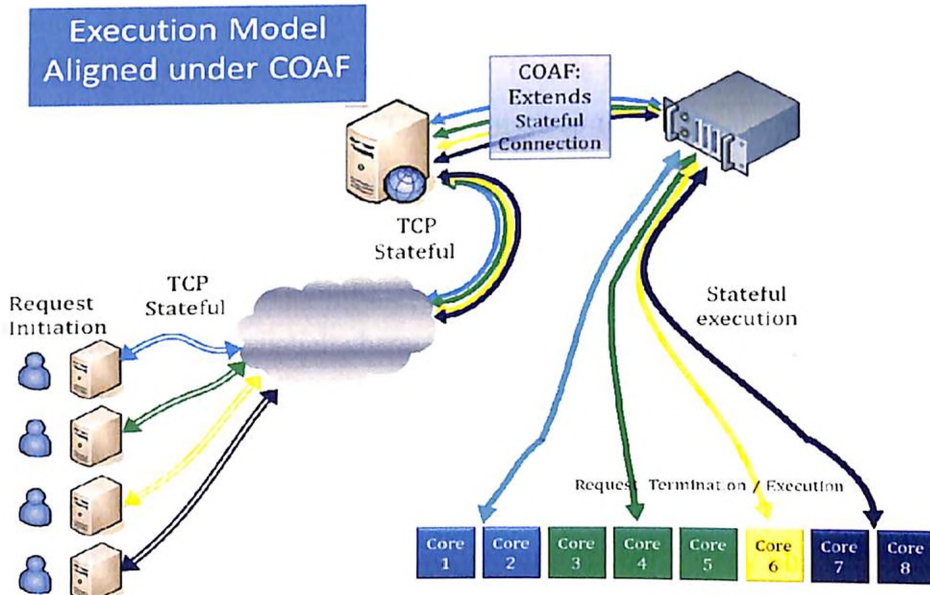 Execution Model
Aligned under COAF
COAF:
Extends
Stateful
Connection
TCP
Stateful
TCP
Stateful
Request
Initiation
Stateful
execution
Request Termination / Execution
Core
1
Core
2
Core
3
Core
4
Core
5
Core
6
Core
7
Core
8